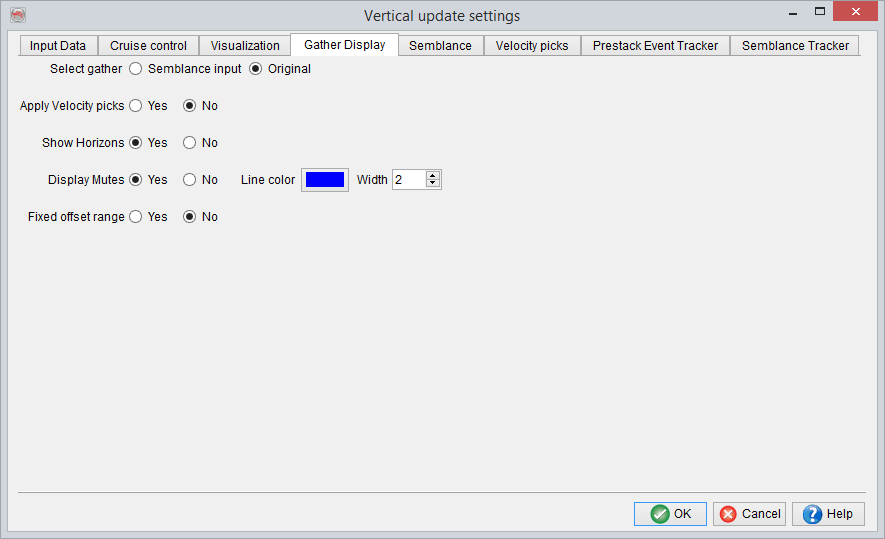 Vertical update settings
Input Data Cruise control Visualization Gather Display Semblance Velocity picks Prestack Event Tracker Semblance Tracker
Select gather Semblance input Original
Apply Velocity picks Yes No
Show Horizons Yes No
Display Mutes Yes No Line color Width 2
Fixed offset range Yes No
OK Cancel Help